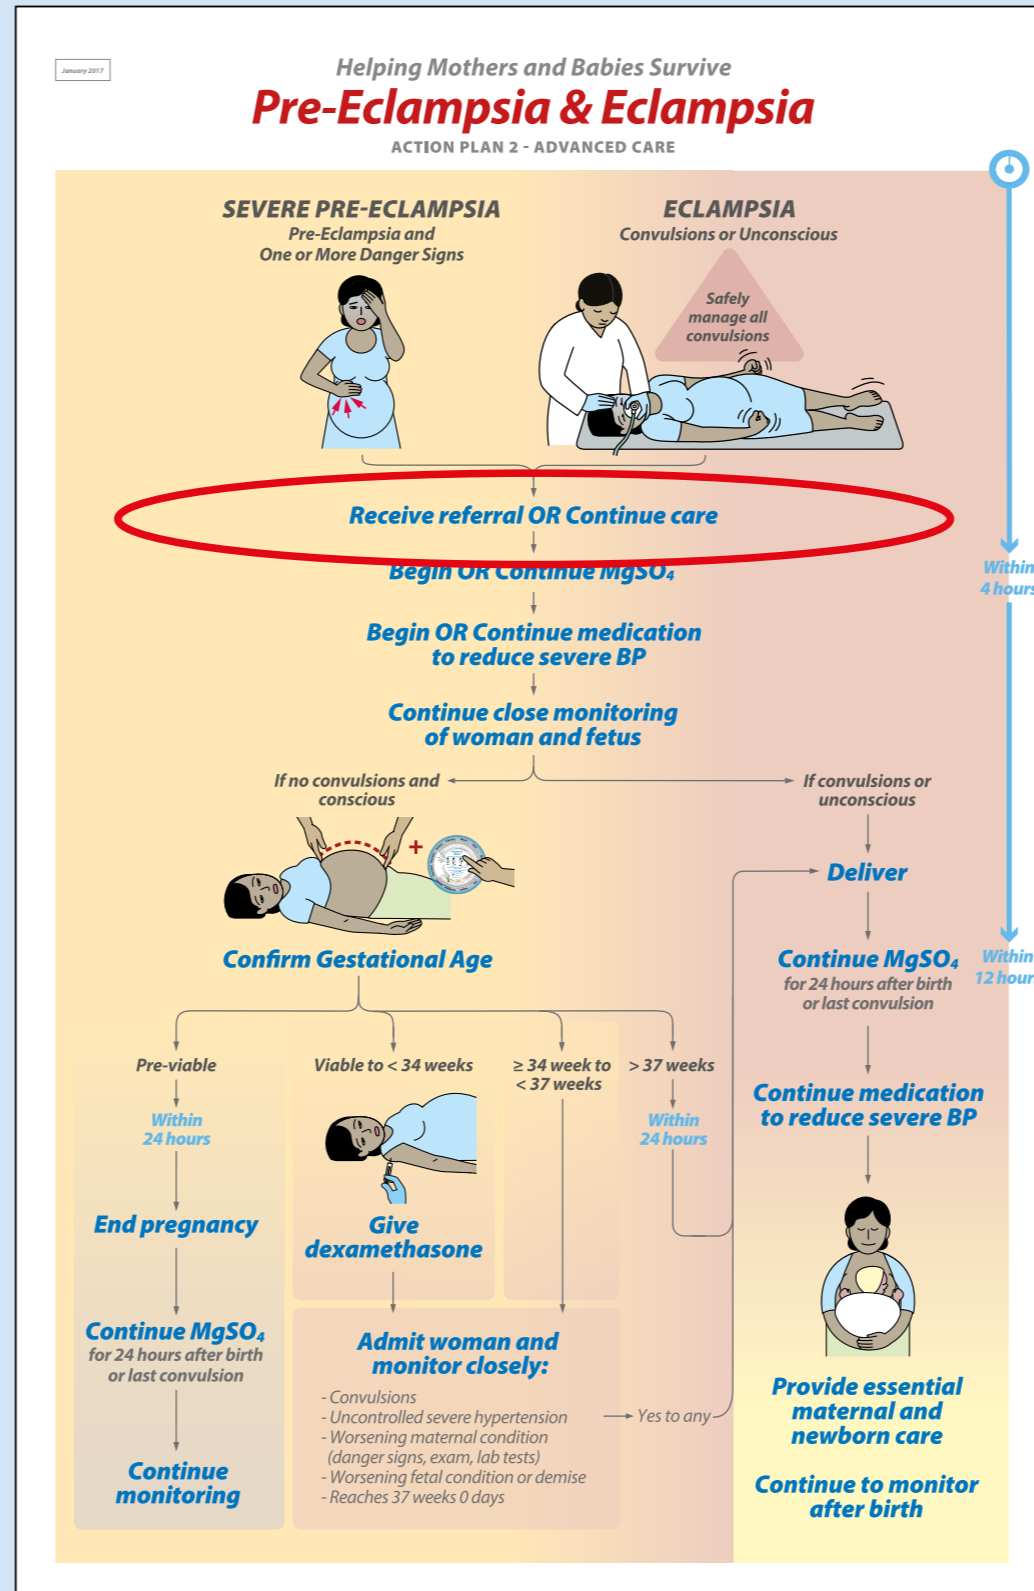 January 2017
Helping Mothers and Babies Survive
Pre-Eclampsia & Eclampsia
ACTION PLAN 2 - ADVANCED CARE
SEVERE PRE-ECLAMPSIA
Pre-Eclampsia and
One or More Danger Signs
ECLAMPSIA
Convulsions or Unconscious
Safely
manage all
convulsions
Receive referral OR Continue care
Begin OR Continue MgSO₄
Within
4 hours
Begin OR Continue medication
to reduce severe BP
Continue close monitoring
of woman and fetus
If no convulsions and
conscious
If convulsions or
unconscious
+
Deliver
Confirm Gestational Age
Continue MgSO₄
for 24 hours after birth
or last convulsion
Within
12 hour
Pre-viable
Within
24 hours
End pregnancy
Continue MgSO₄
for 24 hours after birth
or last convulsion
Continue
monitoring
Viable to < 34 weeks
Give
dexamethasone
≥ 34 week to
< 37 weeks
> 37 weeks
Within
24 hours
Admit woman and
monitor closely:
- Convulsions
- Uncontrolled severe hypertension
- Worsening maternal condition
(danger signs, exam, lab tests)
- Worsening fetal condition or demise
- Reaches 37 weeks 0 days
Yes to any
Continue medication
to reduce severe BP
Provide essential
maternal and
newborn care
Continue to monitor
after birth